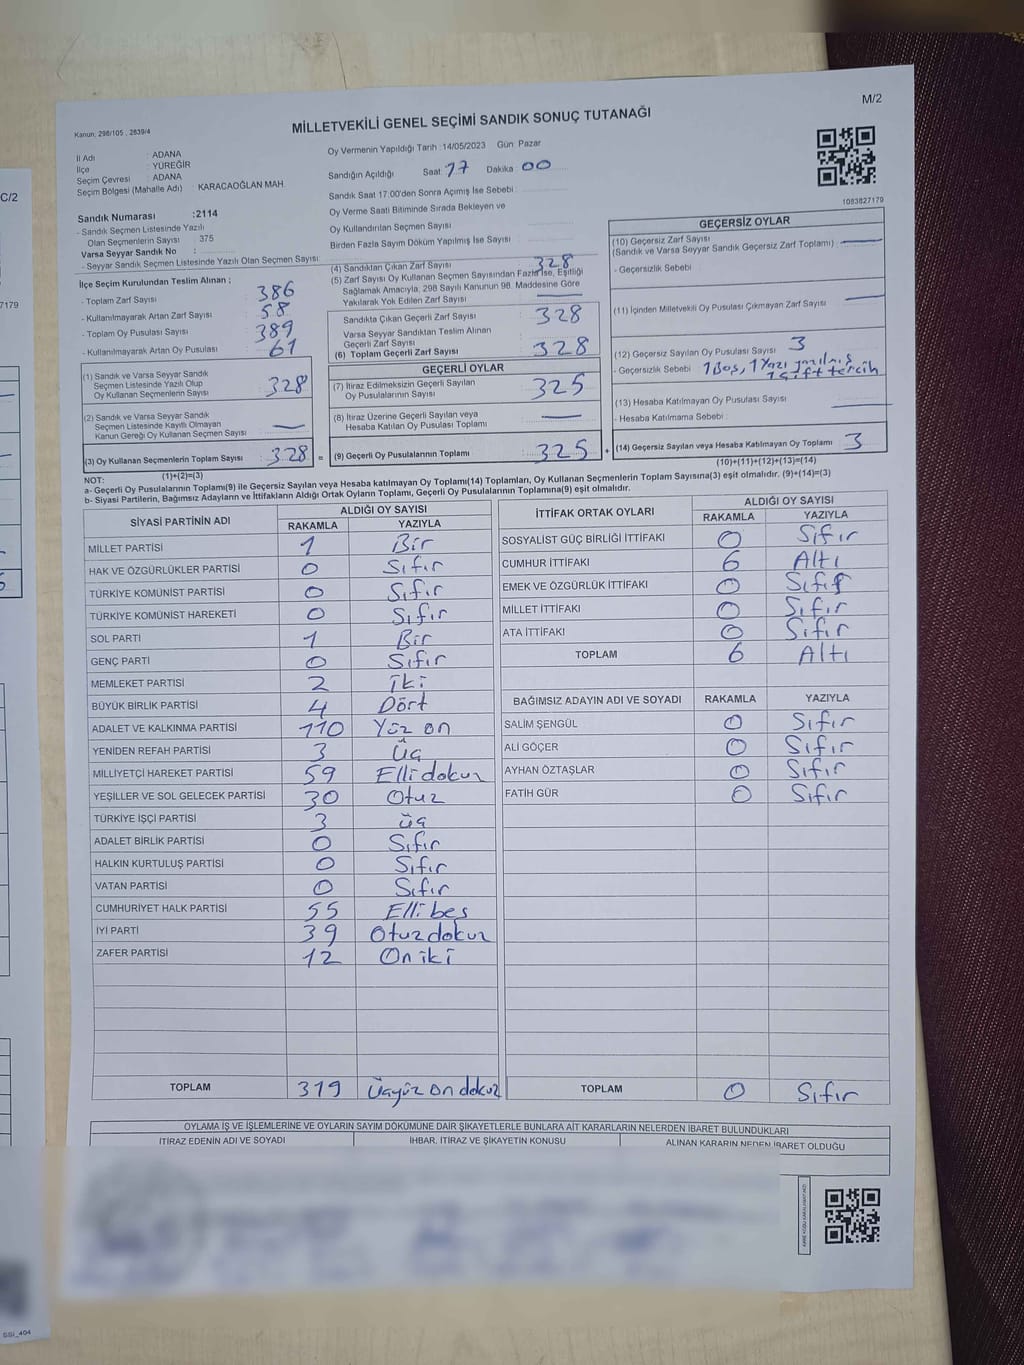 M/2
Kanun: 298/105 , 2839/4
MİLLETVEKİLİ GENEL SEÇİMİ SANDIK SONUÇ TUTANAĞI
İl Adı : ADANA
İlçe : YÜREĞİR
Seçim Çevresi : ADANA
Seçim Bölgesi (Mahalle Adı) KARACAOĞLAN MAH.
Sandık Numarası :2114
- Sandık Seçmen Listesinde Yazılı
Olan Seçmenlerin Sayısı : 375
Varsa Seyyar Sandık No :
- Seyyar Sandık Seçmen Listesinde Yazılı Olan Seçmen Sayısı :
Oy Vermenin Yapıldığı Tarih :14/05/2023 Gün: Pazar
Sandığın Açıldığı Saat 17 Dakika 00
Sandık Saat 17:00'den Sonra Açımış İse Sebebi :
Oy Verme Saati Bitiminde Sırada Bekleyen ve
Oy Kullandırılan Seçmen Sayısı
Birden Fazla Sayım Döküm Yapılmış İse Sayısı
1083827179
İlçe Seçim Kurulundan Teslim Alınan ;
- Toplam Zarf Sayısı : 386
- Kullanılmayarak Artan Zarf Sayısı : 58
- Toplam Oy Pusulası Sayısı : 389
- Kullanılmayarak Artan Oy Pusulası : 61
(1) Sandık ve Varsa Seyyar Sandık
Seçmen Listesinde Yazılı Olup
Oy Kullanan Seçmenlerin Sayısı 328
(2) Sandık ve Varsa Seyyar Sandık
Seçmen Listesinde Kayıtlı Olmayan
Kanun Gereği Oy Kullanan Seçmen Sayısı —
(3) Oy Kullanan Seçmenlerin Toplam Sayısı : 328 =
(1)+(2)=(3)
(4) Sandıktan Çıkan Zarf Sayısı : 328
(5) Zarf Sayısı Oy Kullanan Seçmen Sayısından Fazla İse, Eşitliği
Sağlamak Amacıyla, 298 Sayılı Kanunun 98. Maddesine Göre
Yakılarak Yok Edilen Zarf Sayısı : —
Sandıkta Çıkan Geçerli Zarf Sayısı : 328
Varsa Seyyar Sandıktan Teslim Alınan
Geçerli Zarf Sayısı
(6) Toplam Geçerli Zarf Sayısı : 328
GEÇERLİ OYLAR
(7) İtiraz Edilmeksizin Geçerli Sayılan
Oy Pusulalarının Sayısı : 325
(8) İtiraz Üzerine Geçerli Sayılan veya
Hesaba Katılan Oy Pusulası Toplamı : —
(9) Geçerli Oy Pusulalarının Toplamı : 325 +
GEÇERSİZ OYLAR
(10) Geçersiz Zarf Sayısı
(Sandık ve Varsa Seyyar Sandık Geçersiz Zarf Toplamı) : —
- Geçersizlik Sebebi
(11) İçinden Milletvekili Oy Pusulası Çıkmayan Zarf Sayısı : —
(12) Geçersiz Sayılan Oy Pusulası Sayısı : 3
- Geçersizlik Sebebi : 1 Boş, 1 Yazı yazılmış
1 çift tercih
(13) Hesaba Katılmayan Oy Pusulası Sayısı : —
- Hesaba Katılmama Sebebi :
(14) Geçersiz Sayılan veya Hesaba Katılmayan Oy Toplamı : 3
(10)+(11)+(12)+(13)=(14)
NOT:
a- Geçerli Oy Pusulalarının Toplamı(9) ile Geçersiz Sayılan veya Hesaba katılmayan Oy Toplamı(14) Toplamları, Oy Kullanan Seçmenlerin Toplam Sayısına(3) eşit olmalıdır. (9)+(14)=(3)
b- Siyasi Partilerin, Bağımsız Adayların ve İttifakların Aldığı Ortak Oyların Toplamı, Geçerli Oy Pusulalarının Toplamına(9) eşit olmalıdır.
SİYASİ PARTİNİN ADI ALDIĞI OY SAYISI
RAKAMLA YAZIYLA
MİLLET PARTİSİ 1 Bir
HAK VE ÖZGÜRLÜKLER PARTİSİ 0 Sıfır
TÜRKİYE KOMÜNİST PARTİSİ 0 Sıfır
TÜRKİYE KOMÜNİST HAREKETİ 0 Sıfır
SOL PARTİ 1 Bir
GENÇ PARTİ 0 Sıfır
MEMLEKET PARTİSİ 2 İki
BÜYÜK BİRLİK PARTİSİ 4 Dört
ADALET VE KALKINMA PARTİSİ 110 Yüz on
YENİDEN REFAH PARTİSİ 3 Üç
MİLLİYETÇİ HAREKET PARTİSİ 59 Elli dokuz
YEŞİLLER VE SOL GELECEK PARTİSİ 30 Otuz
TÜRKİYE İŞÇİ PARTİSİ 3 üç
ADALET BİRLİK PARTİSİ 0 Sıfır
HALKIN KURTULUŞ PARTİSİ 0 Sıfır
VATAN PARTİSİ 0 Sıfır
CUMHURİYET HALK PARTİSİ 55 Elli beş
İYİ PARTİ 39 Otuz dokuz
ZAFER PARTİSİ 12 On iki
TOPLAM 319 Üçyüz on dokuz
İTTİFAK ORTAK OYLARI ALDIĞI OY SAYISI
RAKAMLA YAZIYLA
SOSYALİST GÜÇ BİRLİĞİ İTTİFAKI 0 Sıfır
CUMHUR İTTİFAKI 6 Altı
EMEK VE ÖZGÜRLÜK İTTİFAKI 0 Sıfır
MİLLET İTTİFAKI 0 Sıfır
ATA İTTİFAKI 0 Sıfır
TOPLAM 6 Altı
BAĞIMSIZ ADAYIN ADI VE SOYADI RAKAMLA YAZIYLA
SALİM ŞENGÜL 0 Sıfır
ALİ GÖÇER 0 Sıfır
AYHAN ÖZTAŞLAR 0 Sıfır
FATİH GÜR 0 Sıfır
TOPLAM 0 Sıfır
OYLAMA İŞ VE İŞLEMLERİNE VE OYLARIN SAYIM DÖKÜMÜNE DAİR ŞİKAYETLERLE BUNLARA AİT KARARLARIN NELERDEN İBARET BULUNDUKLARI
İTİRAZ EDENİN ADI VE SOYADI İHBAR, İTİRAZ VE ŞİKAYETİN KONUSU ALINAN KARARIN NEDEN İBARET OLDUĞU
C/2
7179
SSİ_404